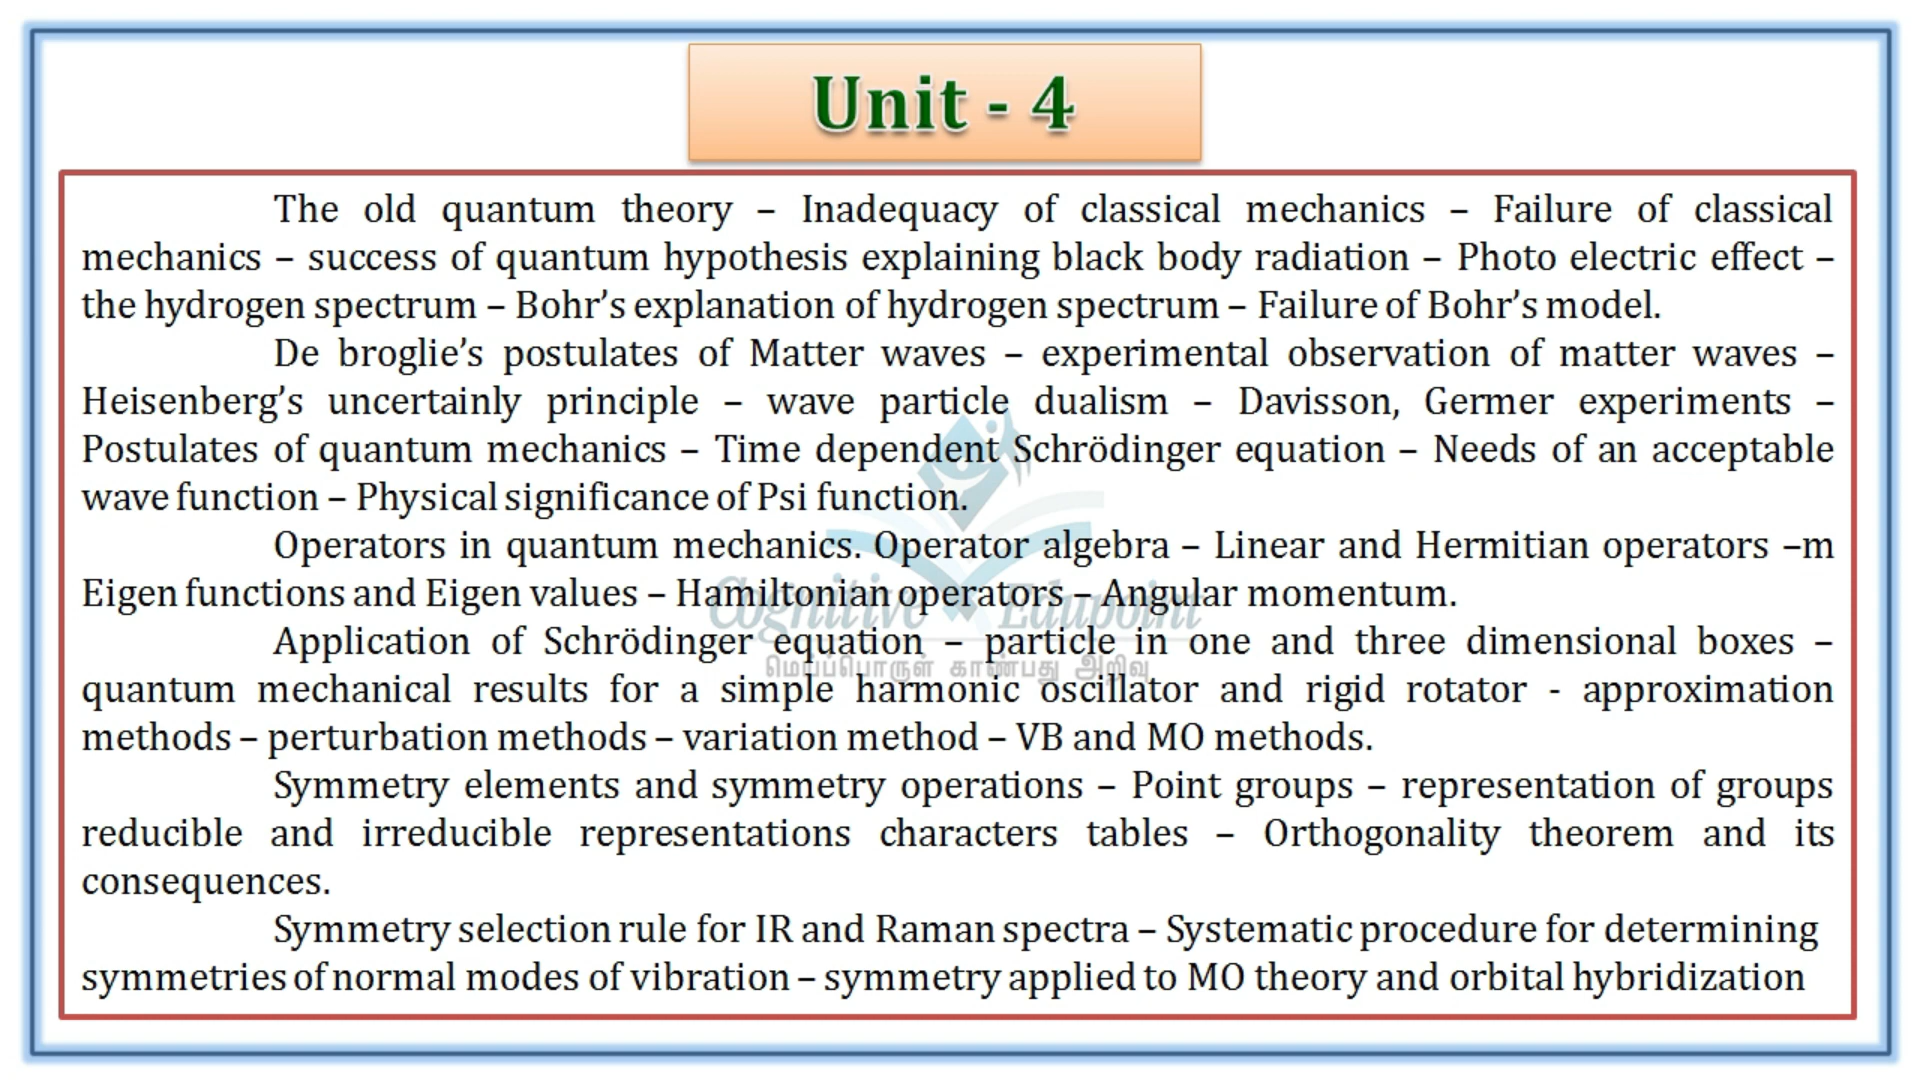 Unit - 4
The old quantum theory – Inadequacy of classical mechanics – Failure of classical
mechanics – success of quantum hypothesis explaining black body radiation – Photo electric effect –
the hydrogen spectrum – Bohr’s explanation of hydrogen spectrum – Failure of Bohr’s model.
De broglie’s postulates of Matter waves – experimental observation of matter waves –
Heisenberg’s uncertainly principle – wave particle dualism – Davisson, Germer experiments –
Postulates of quantum mechanics – Time dependent Schrödinger equation – Needs of an acceptable
wave function – Physical significance of Psi function.
Operators in quantum mechanics. Operator algebra – Linear and Hermitian operators –m
Eigen functions and Eigen values – Hamiltonian operators – Angular momentum.
Cognitive Edupoint
Application of Schrödinger equation – particle in one and three dimensional boxes –
மெய்ப்பொருள் காண்பது அறிவு
quantum mechanical results for a simple harmonic oscillator and rigid rotator - approximation
methods – perturbation methods – variation method – VB and MO methods.
Symmetry elements and symmetry operations – Point groups – representation of groups
reducible and irreducible representations characters tables – Orthogonality theorem and its
consequences.
Symmetry selection rule for IR and Raman spectra – Systematic procedure for determining
symmetries of normal modes of vibration – symmetry applied to MO theory and orbital hybridization